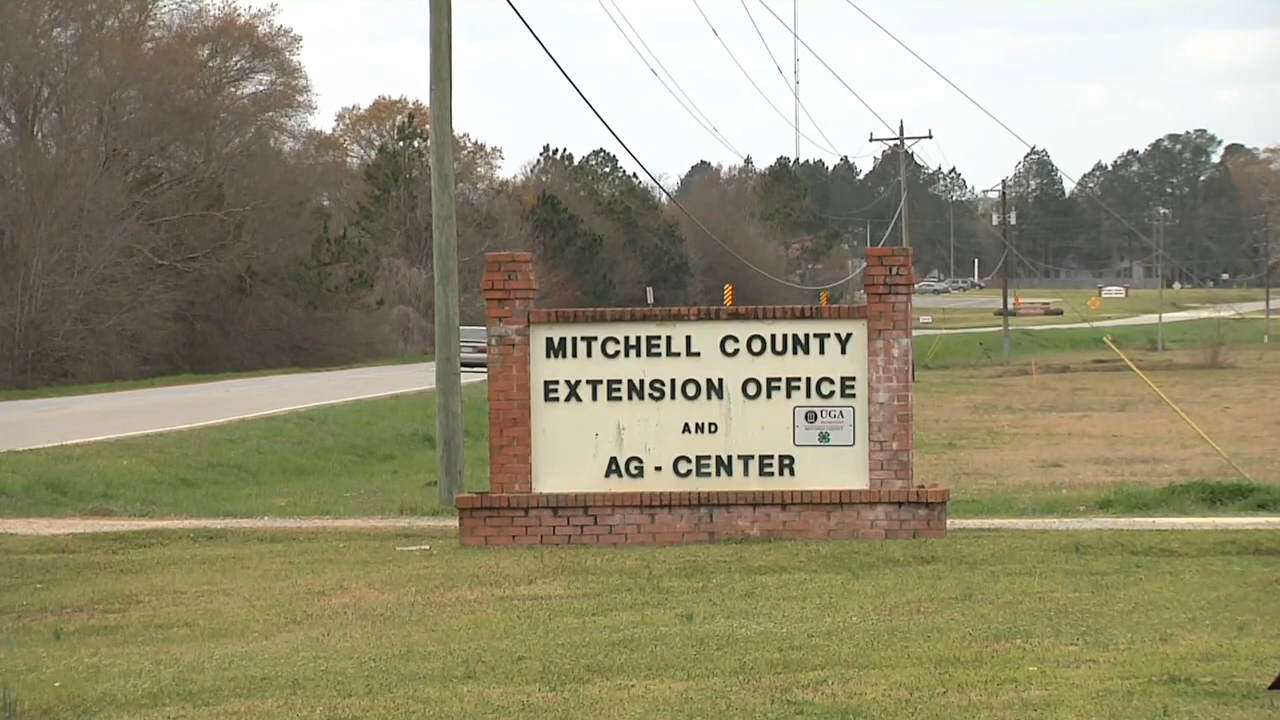 MITCHELL COUNTY
EXTENSION OFFICE
AND
AG - CENTER
UGA